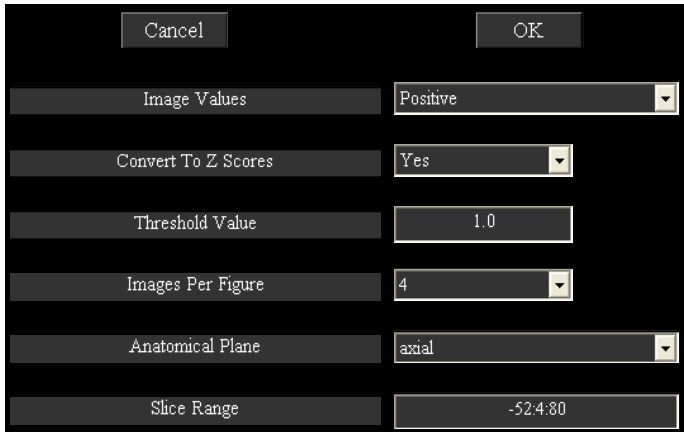 Cancel OK
Image Values Positive
Convert To Z Scores Yes
Threshold Value 1.0
Images Per Figure 4
Anatomical Plane axial
Slice Range -52:4:80